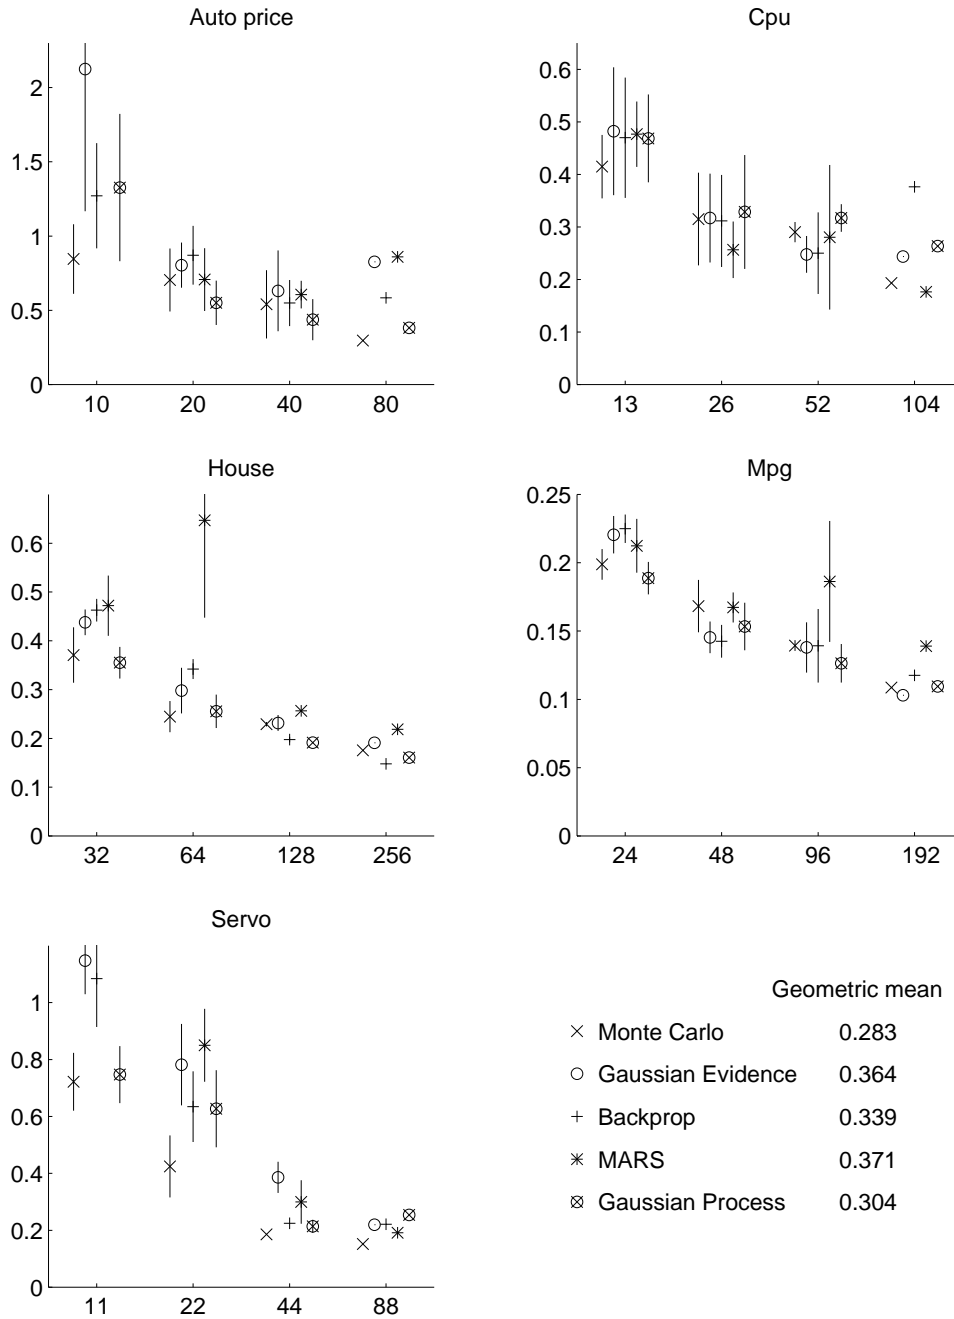 Auto price
2
1.5
1
0.5
0
10 20 40 80
Cpu
0.6
0.5
0.4
0.3
0.2
0.1
0
13 26 52 104
House
0.6
0.5
0.4
0.3
0.2
0.1
0
32 64 128 256
Mpg
0.25
0.2
0.15
0.1
0.05
0
24 48 96 192
Servo
1
0.8
0.6
0.4
0.2
0
11 22 44 88
Geometric mean
Monte Carlo 0.283
Gaussian Evidence 0.364
Backprop 0.339
MARS 0.371
Gaussian Process 0.304